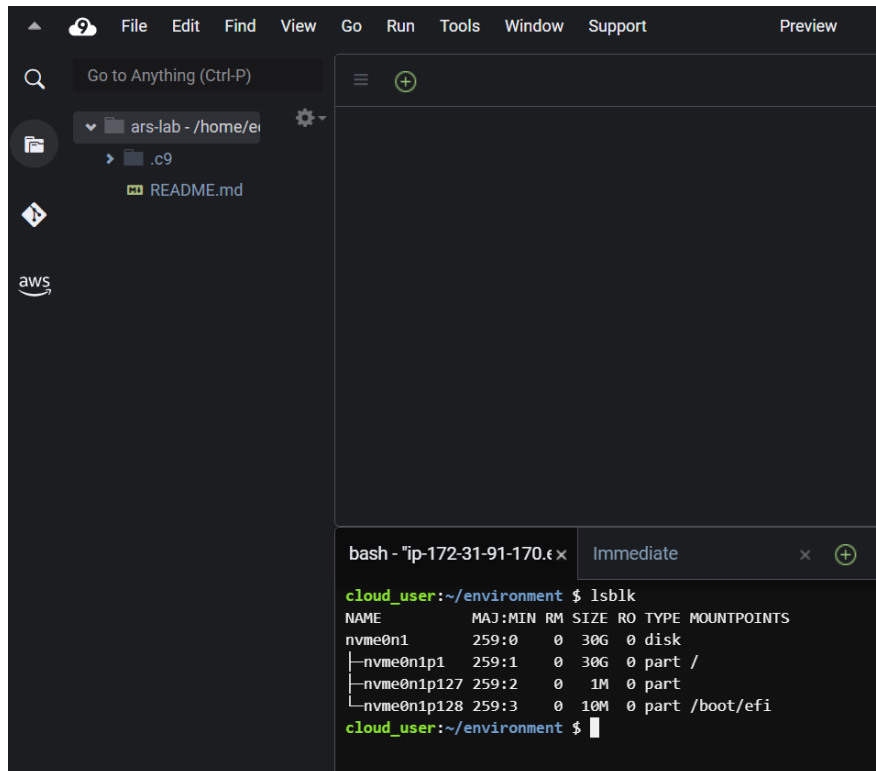 9 File Edit Find View Go Run Tools Window Support Preview
Go to Anything (Ctrl-P)
ars-lab - /home/e
.c9
README.md
aws
bash - "ip-172-31-91-170.e × Immediate ×
cloud_user:~/environment $ lsblk
NAME MAJ:MIN RM SIZE RO TYPE MOUNTPOINTS
nvme0n1 259:0 0 30G 0 disk
├─nvme0n1p1 259:1 0 30G 0 part /
├─nvme0n1p127 259:2 0 1M 0 part
└─nvme0n1p128 259:3 0 10M 0 part /boot/efi
cloud_user:~/environment $